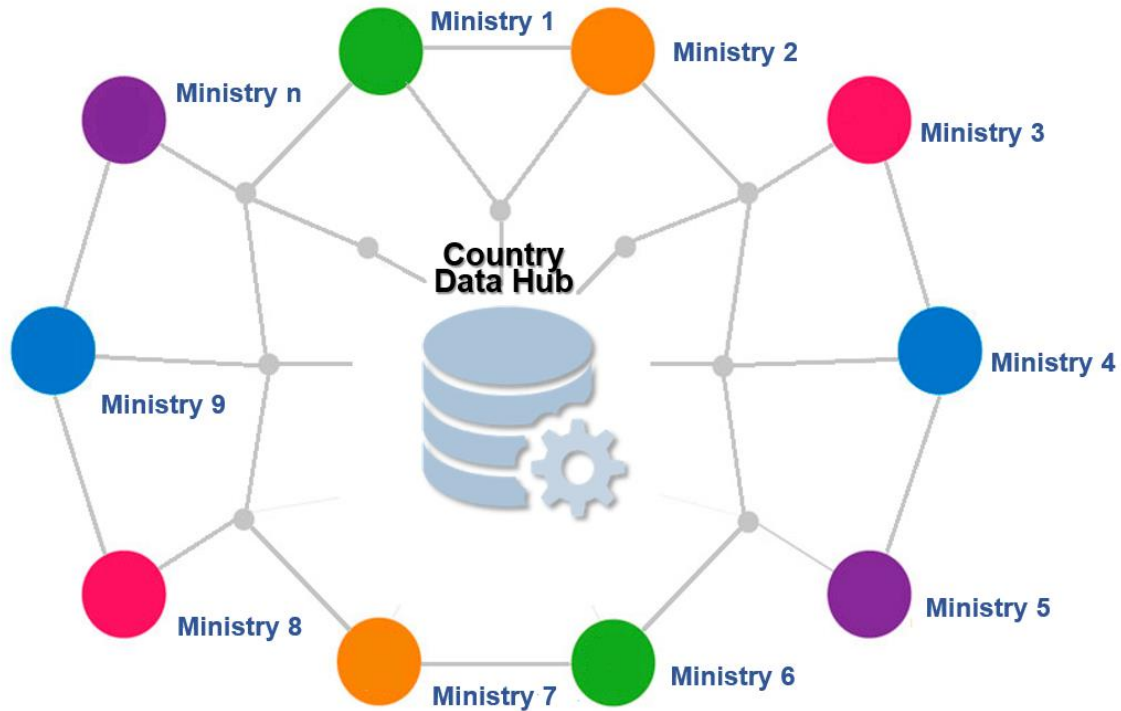 Ministry 1
Ministry 2
Ministry n
Ministry 3
Country
Data Hub
Ministry 4
Ministry 9
Ministry 5
Ministry 8
Ministry 6
Ministry 7